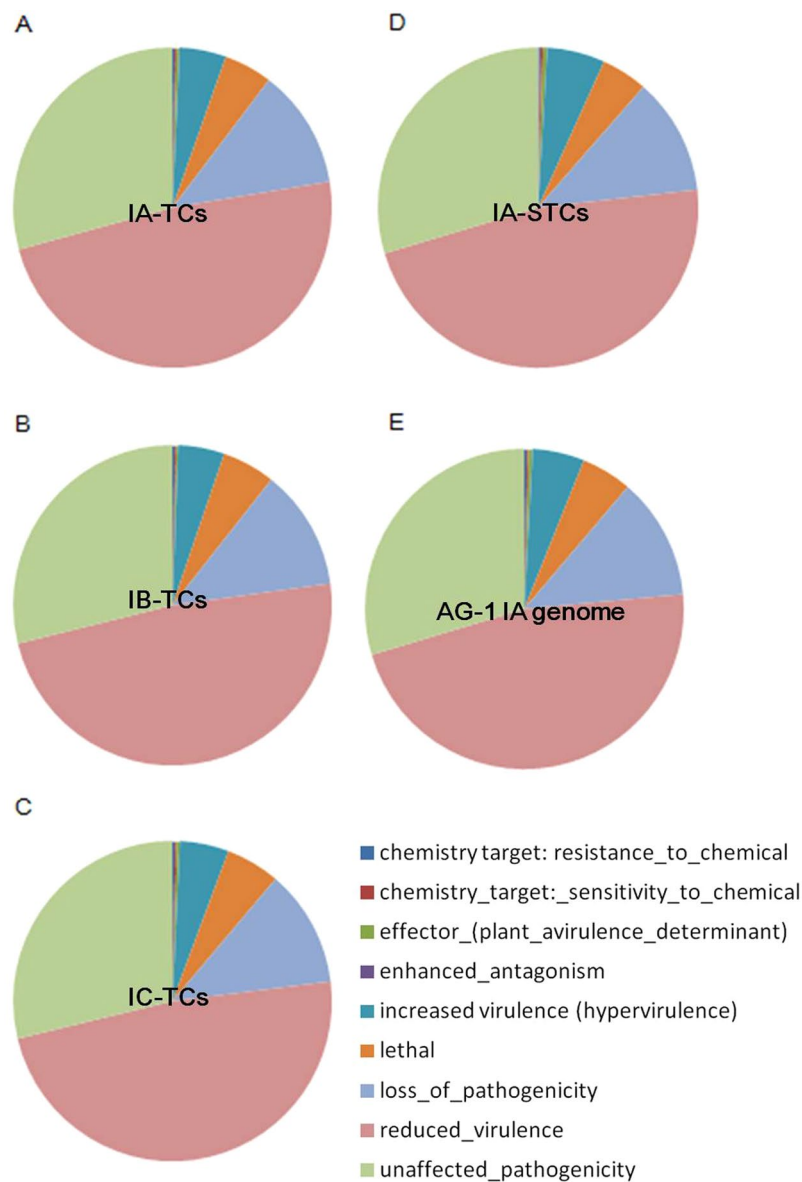 A
IA-TCs
D
IA-STCs
B
IB-TCs
E
AG-1 IA genome
C
IC-TCs
chemistry target: resistance_to_chemical
chemistry_target:_sensitivity_to_chemical
effector_(plant_avirulence_determinant)
enhanced_antagonism
increased virulence (hypervirulence)
lethal
loss_of_pathogenicity
reduced_virulence
unaffected_pathogenicity